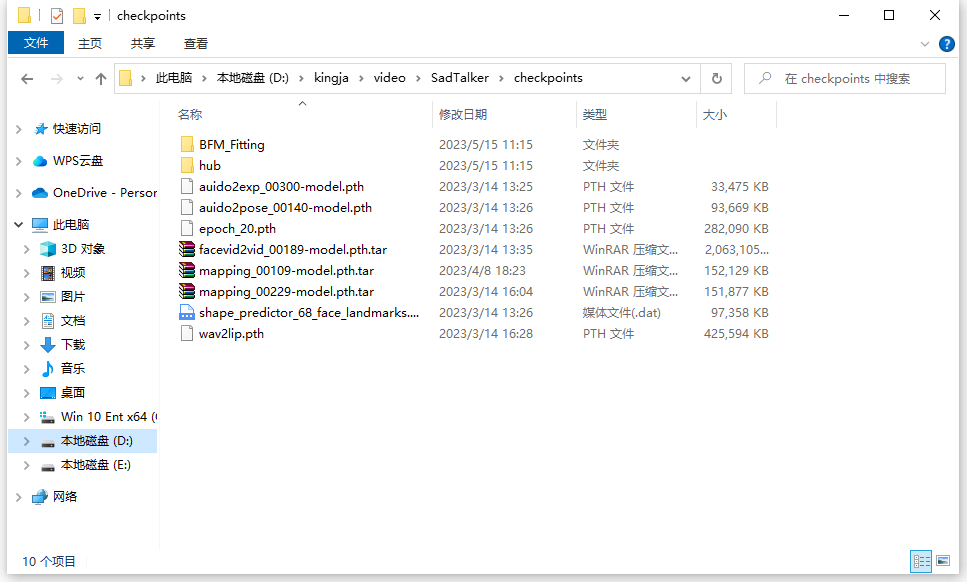 checkpoints
文件 主页 共享 查看
此电脑 本地磁盘 (D:) kingja video SadTalker checkpoints
在 checkpoints 中搜索
快速访问
WPS云盘
OneDrive - Persor
此电脑
3D 对象
视频
图片
文档
下载
音乐
桌面
Win 10 Ent x64 (
本地磁盘 (D:)
本地磁盘 (E:)
网络
名称 修改日期 类型 大小
BFM_Fitting 2023/5/15 11:15 文件夹
hub 2023/5/15 11:15 文件夹
auido2exp_00300-model.pth 2023/3/14 13:25 PTH 文件 33,475 KB
auido2pose_00140-model.pth 2023/3/14 13:26 PTH 文件 93,669 KB
epoch_20.pth 2023/3/14 13:26 PTH 文件 282,090 KB
facevid2vid_00189-model.pth.tar 2023/3/14 13:35 WinRAR 压缩文... 2,063,105...
mapping_00109-model.pth.tar 2023/4/8 18:23 WinRAR 压缩文... 152,129 KB
mapping_00229-model.pth.tar 2023/3/14 16:04 WinRAR 压缩文... 151,877 KB
shape_predictor_68_face_landmarks.... 2023/3/14 13:26 媒体文件(.dat) 97,358 KB
wav2lip.pth 2023/3/14 16:28 PTH 文件 425,594 KB
10 个项目